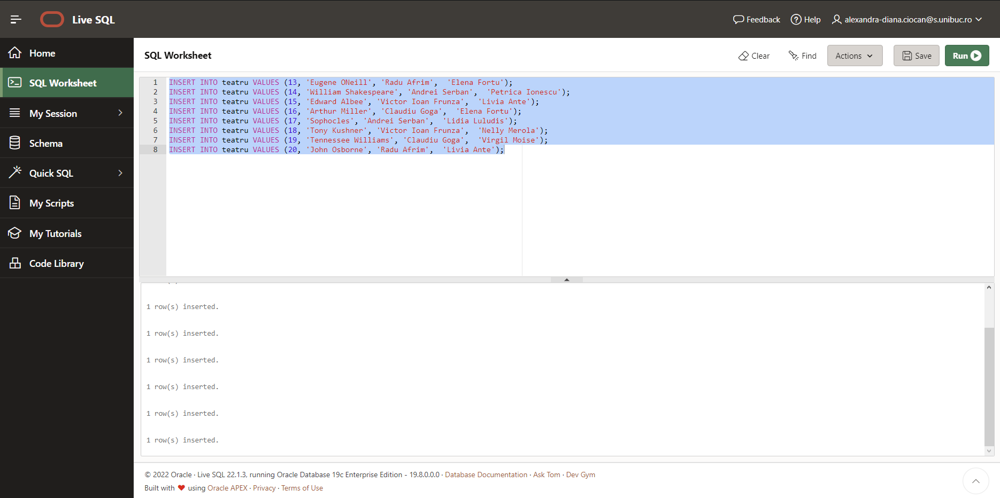 Live SQL
Feedback Help alexandra-diana.ciocan@s.unibuc.ro
Home
SQL Worksheet
My Session
Schema
Quick SQL
My Scripts
My Tutorials
Code Library
SQL Worksheet
Clear Find Actions Save Run
1 INSERT INTO teatru VALUES (13, 'Eugene ONeill', 'Radu Afrim',  'Elena Fortu');
2 INSERT INTO teatru VALUES (14, 'William Shakespeare', 'Andrei Serban',  'Petrica Ionescu');
3 INSERT INTO teatru VALUES (15, 'Edward Albee', 'Victor Ioan Frunza',  'Livia Ante');
4 INSERT INTO teatru VALUES (16, 'Arthur Miller', 'Claudiu Goga',  'Elena Fortu');
5 INSERT INTO teatru VALUES (17, 'Sophocles', 'Andrei Serban',  'Lidia Luludis');
6 INSERT INTO teatru VALUES (18, 'Tony Kushner', 'Victor Ioan Frunza',  'Nelly Merola');
7 INSERT INTO teatru VALUES (19, 'Tennessee Williams', 'Claudiu Goga',  'Virgil Moise');
8 INSERT INTO teatru VALUES (20, 'John Osborne', 'Radu Afrim',  'Livia Ante');
1 row(s) inserted.
1 row(s) inserted.
1 row(s) inserted.
1 row(s) inserted.
1 row(s) inserted.
1 row(s) inserted.
© 2022 Oracle · Live SQL 22.1.3, running Oracle Database 19c Enterprise Edition - 19.8.0.0.0 · Database Documentation · Ask Tom · Dev Gym
Built with ❤ using Oracle APEX · Privacy · Terms of Use